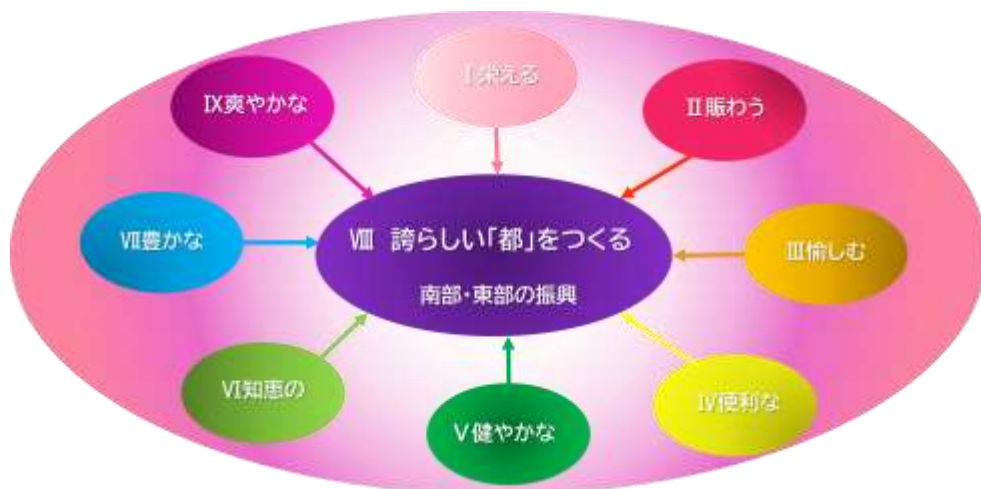 Ⅰ栄える
Ⅱ賑わう
Ⅲ愉しむ
Ⅳ便利な
Ⅴ健やかな
Ⅵ知恵の
Ⅶ豊かな
Ⅸ爽やかな
Ⅷ 誇らしい「都」をつくる
南部・東部の振興